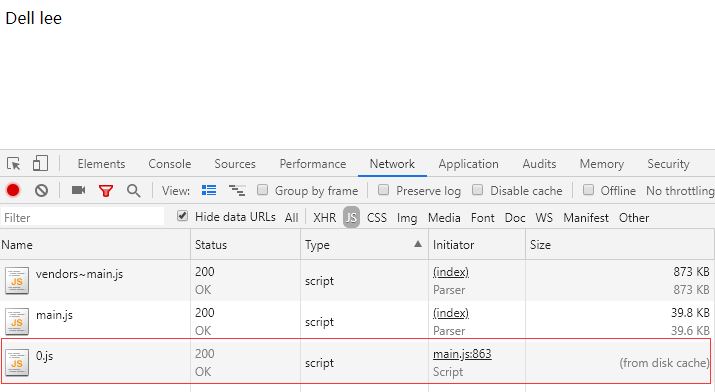 Dell lee
Elements Console Sources Performance Network Application Audits Memory Security
View: Group by frame Preserve log Disable cache Offline No throttling
Filter Hide data URLs All XHR JS CSS Img Media Font Doc WS Manifest Other
Name Status Type Initiator Size
vendors~main.js 200 script (index) 873 KB
JS OK Parser 873 KB
main.js 200 script (index) 39.8 KB
JS OK Parser 39.6 KB
0.js 200 script main.js:863 (from disk cache)
JS OK Script